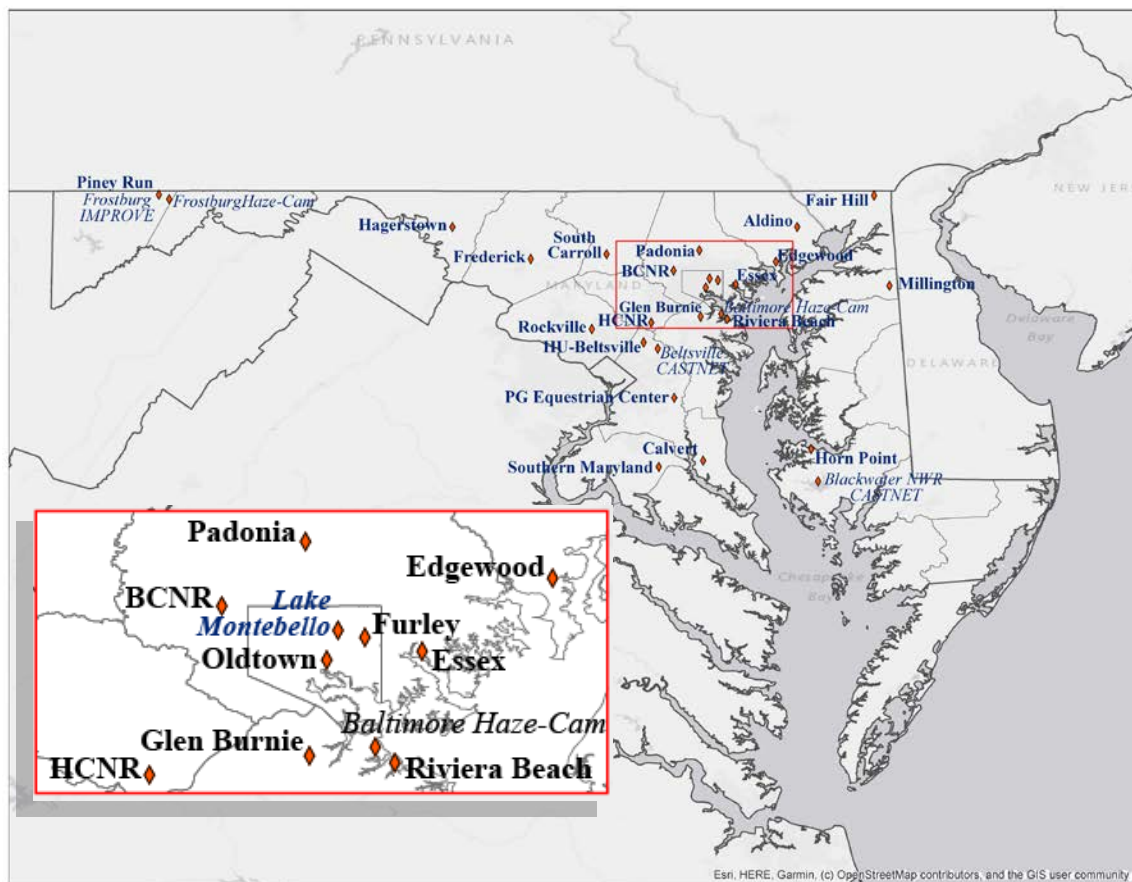 PENNSYLVANIA
Piney Run
Frostburg
IMPROVE
FrostburgHaze-Cam
Hagerstown
Frederick
South
Carroll
Padonia
BCNR
Aldino
Fair Hill
NEW JER
Edgewood
Essex
Millington
MARYLAND
Glen Burnie
Baltimore Haze-Cam
Rockville
HCNR
Riviera Beach
HU-Beltsville
Beltsville
CASTNET
Delaware
Bay
DELAWARE
PG Equestrian Center
Calvert
Southern Maryland
Horn Point
Blackwater NWR
CASTNET
Chesapeake
Bay
Padonia
Edgewood
BCNR
Lake
Montebello
Furley
Oldtown
Essex
Baltimore Haze-Cam
Glen Burnie
Riviera Beach
HCNR
Esri, HERE, Garmin, (c) OpenStreetMap contributors, and the GIS user community